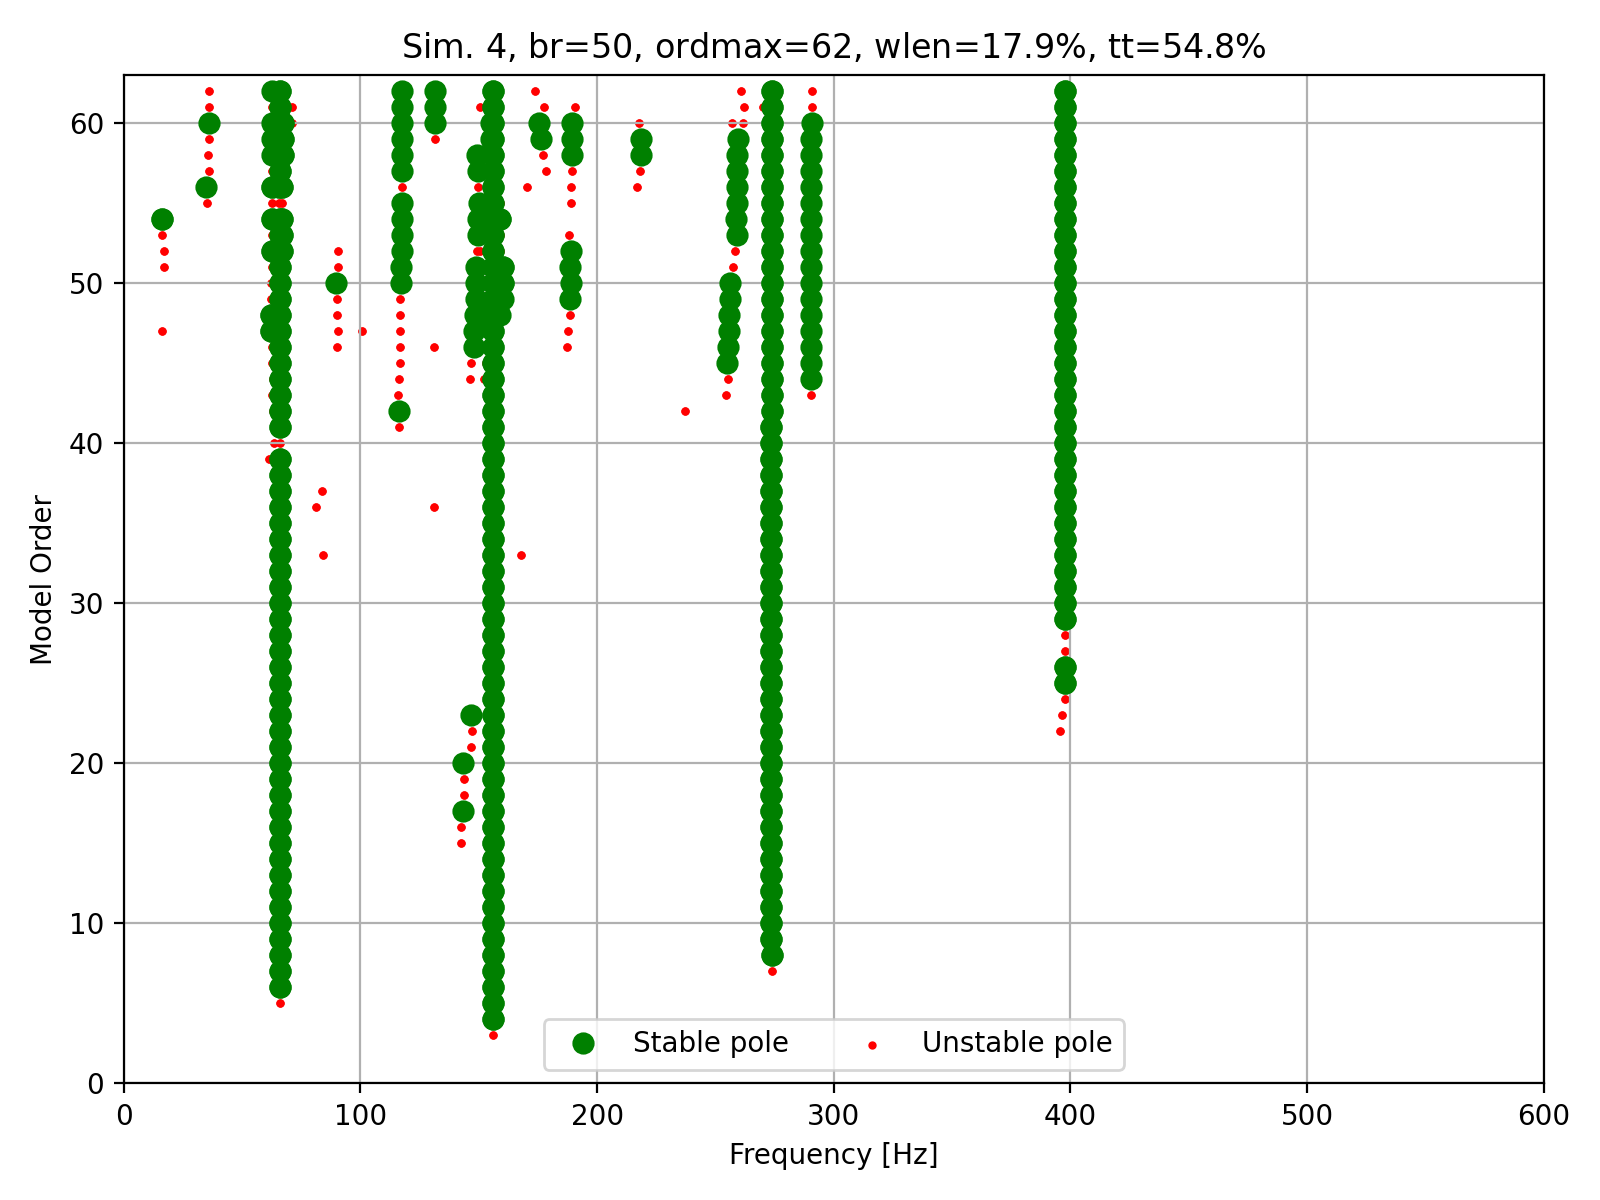 Sim. 4, br=50, ordmax=62, wlen=17.9%, tt=54.8%
60
50
40
30
20
10
0
Model Order
Stable pole
Unstable pole
0
100
200
300
400
500
600
Frequency [Hz]